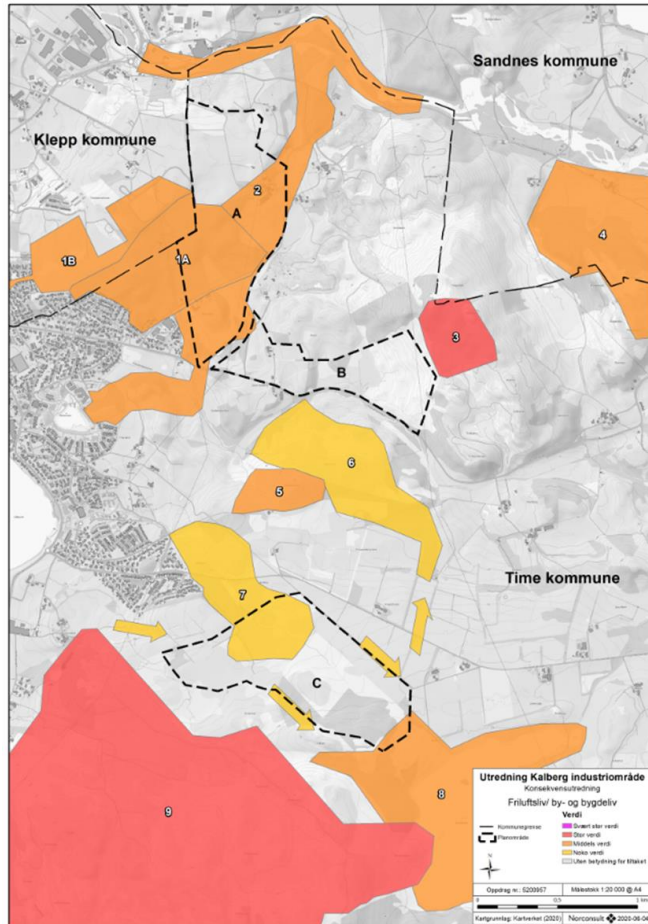 Sandnes kommune
Klepp kommune
2
A
4
1B
1A
3
B
6
5
Time kommune
7
C
8
9
Utredning Kalberg industriområde
Konsekvensutredning
Friluftsliv/ by- og bygdeliv
Verdi
Kommunegrense
Planområde
Svært stor verdi
Stor verdi
Middels verdi
Noko verdi
Uten betydning for tiltaket
N
Oppdrag nr.: 5203957
Målestokk 1:20 000 @ A4
0 0,5 1 km
Kartgrunnlag: Kartverket (2020)
Norconsult